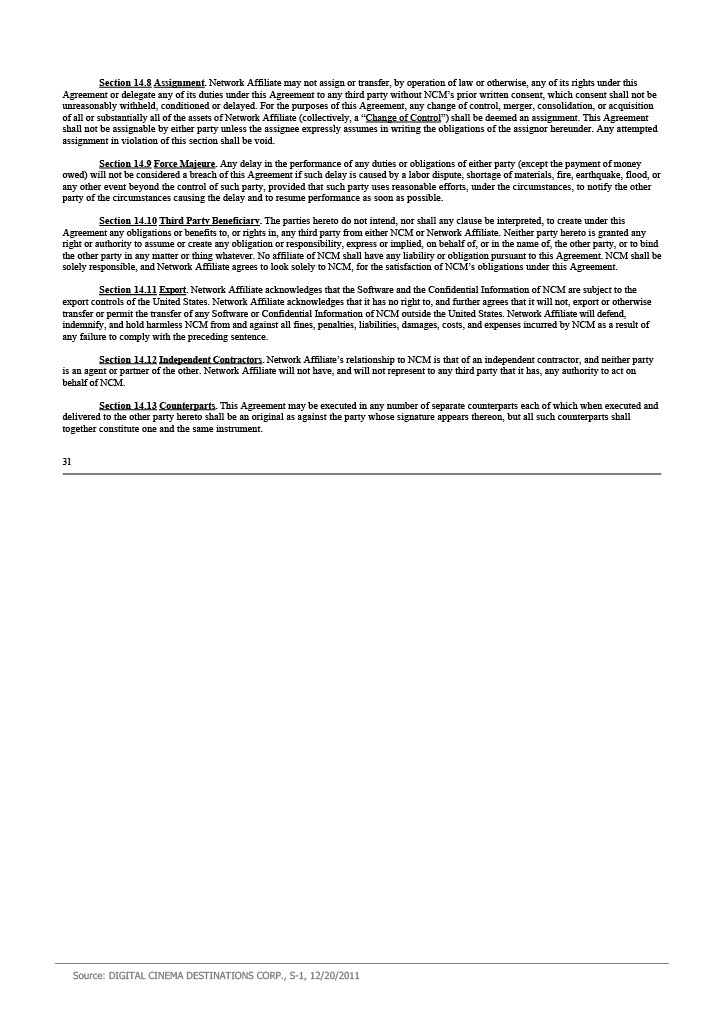 Section 14.8 Assignment. Network Affiliate may not assign or transfer, by operation of law or otherwise, any of its rights under this
Agreement or delegate any of its duties under this Agreement to any third party without NCM's prior written consent, which consent shall not be
unreasonably withheld, conditioned or delayed. For the purposes of this Agreement, any change of control, merger, consolidation, or acquisition
of all or substantially all of the assets of Network Affiliate (collectively, a “Change of Control”) shall be deemed an assignment. This Agreement
shall not be assignable by either party unless the assignee expressly assumes in writing the obligations of the assignor hereunder. Any attempted
assignment in violation of this section shall be void.
Section 14.9 Force Majeure. Any delay in the performance of any duties or obligations of either party (except the payment of money
owed) will not be considered a breach of this Agreement if such delay is caused by a labor dispute, shortage of materials, fire, earthquake, flood, or
any other event beyond the control of such party, provided that such party uses reasonable efforts, under the circumstances, to notify the other
party of the circumstances causing the delay and to resume performance as soon as possible.
Section 14.10 Third Party Beneficiary. The parties hereto do not intend, nor shall any clause be interpreted, to create under this
Agreement any obligations or benefits to, or rights in, any third party from either NCM or Network Affiliate. Neither party hereto is granted any
right or authority to assume or create any obligation or responsibility, express or implied, on behalf of, or in the name of, the other party, or to bind
the other party in any matter or thing whatever. No affiliate of NCM shall have any liability or obligation pursuant to this Agreement. NCM shall be
solely responsible, and Network Affiliate agrees to look solely to NCM, for the satisfaction of NCM's obligations under this Agreement.
Section 14.11 Export. Network Affiliate acknowledges that the Software and the Confidential Information of NCM are subject to the
export controls of the United States. Network Affiliate acknowledges that it has no right to, and further agrees that it will not, export or otherwise
transfer or permit the transfer of any Software or Confidential Information of NCM outside the United States. Network Affiliate will defend,
indemnify, and hold harmless NCM from and against all fines, penalties, liabilities, damages, costs, and expenses incurred by NCM as a result of
any failure to comply with the preceding sentence.
Section 14.12 Independent Contractors. Network Affiliate's relationship to NCM is that of an independent contractor, and neither party
is an agent or partner of the other. Network Affiliate will not have, and will not represent to any third party that it has, any authority to act on
behalf of NCM.
Section 14.13 Counterparts. This Agreement may be executed in any number of separate counterparts each of which when executed and
delivered to the other party hereto shall be an original as against the party whose signature appears thereon, but all such counterparts shall
together constitute one and the same instrument.
31
Source: DIGITAL CINEMA DESTINATIONS CORP., S-1, 12/20/2011